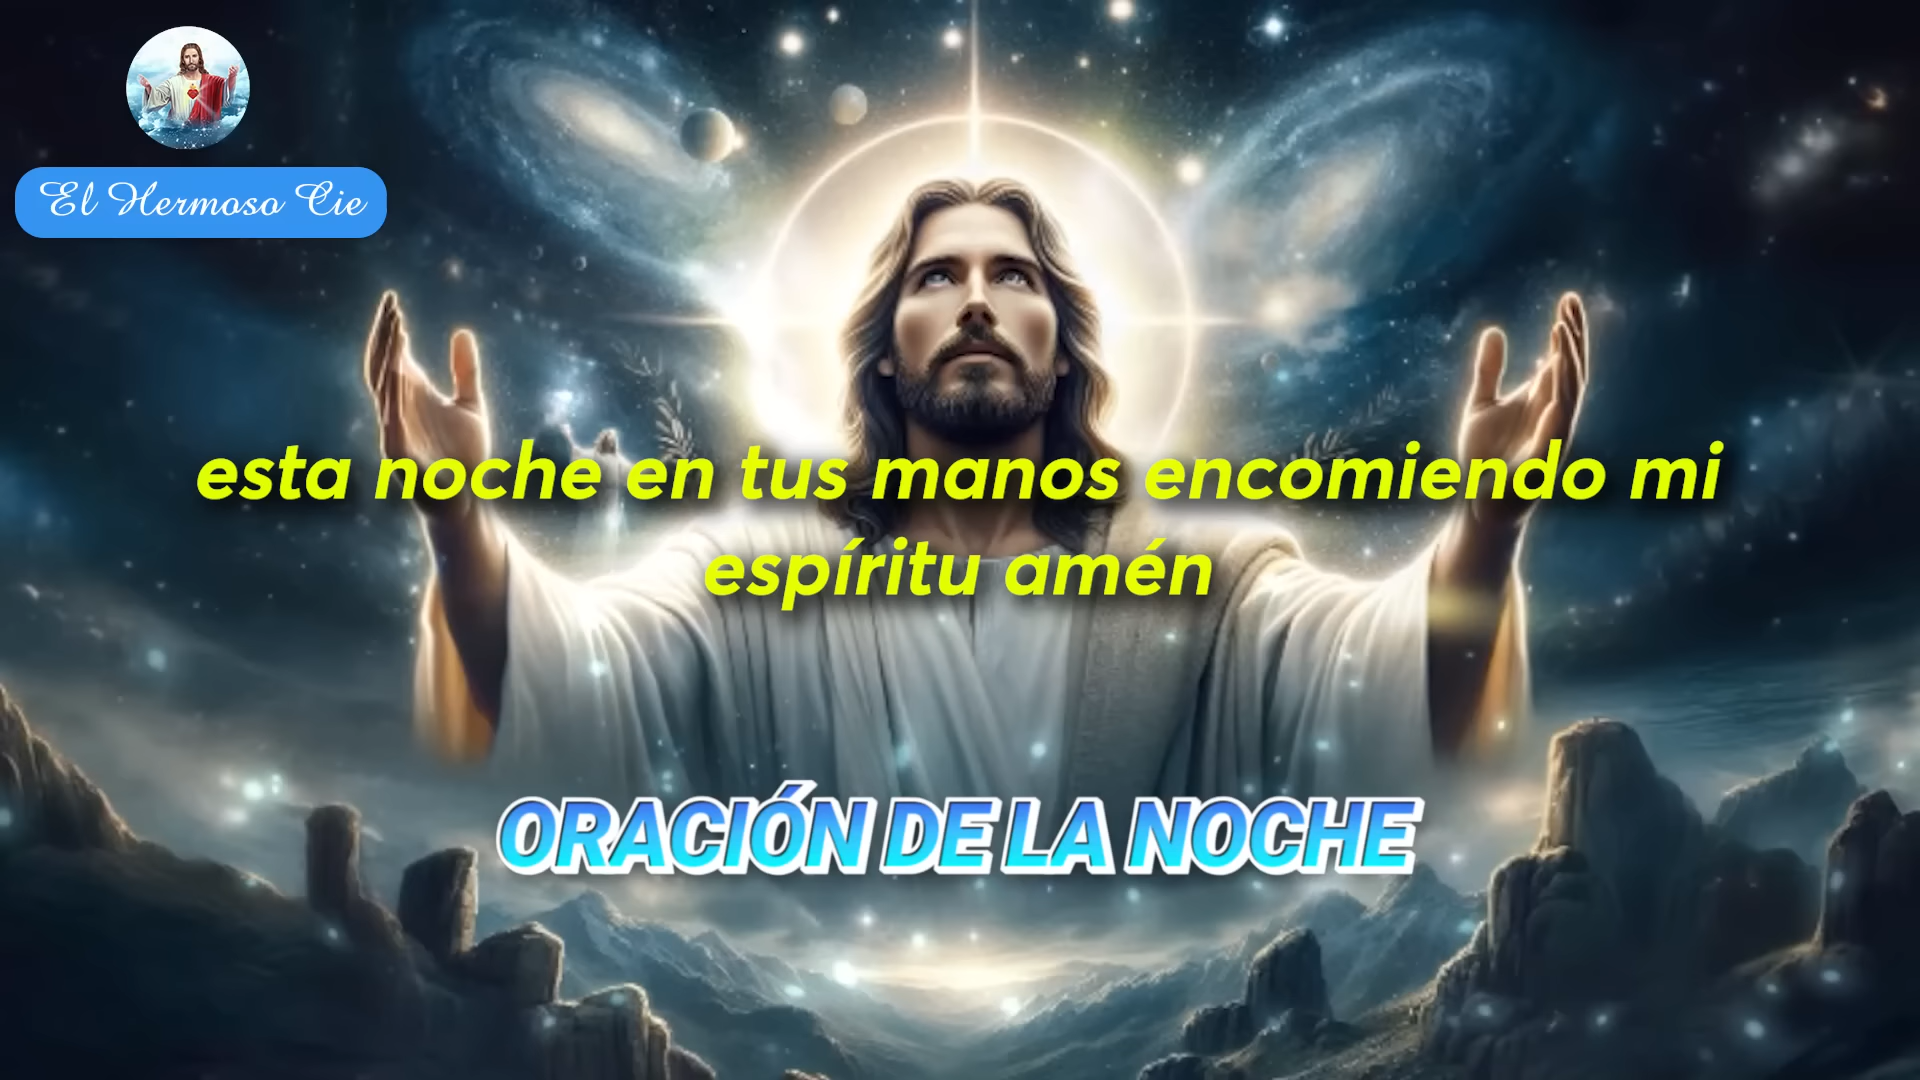 El Hermoso Cie
esta noche en tus manos encomiendo mi
espíritu amén
ORACIÓN DE LA NOCHE